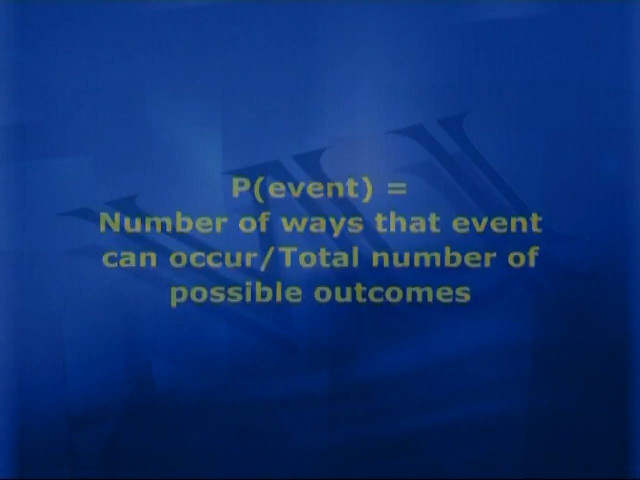 P(event) =
Number of ways that event
can occur/Total number of
possible outcomes